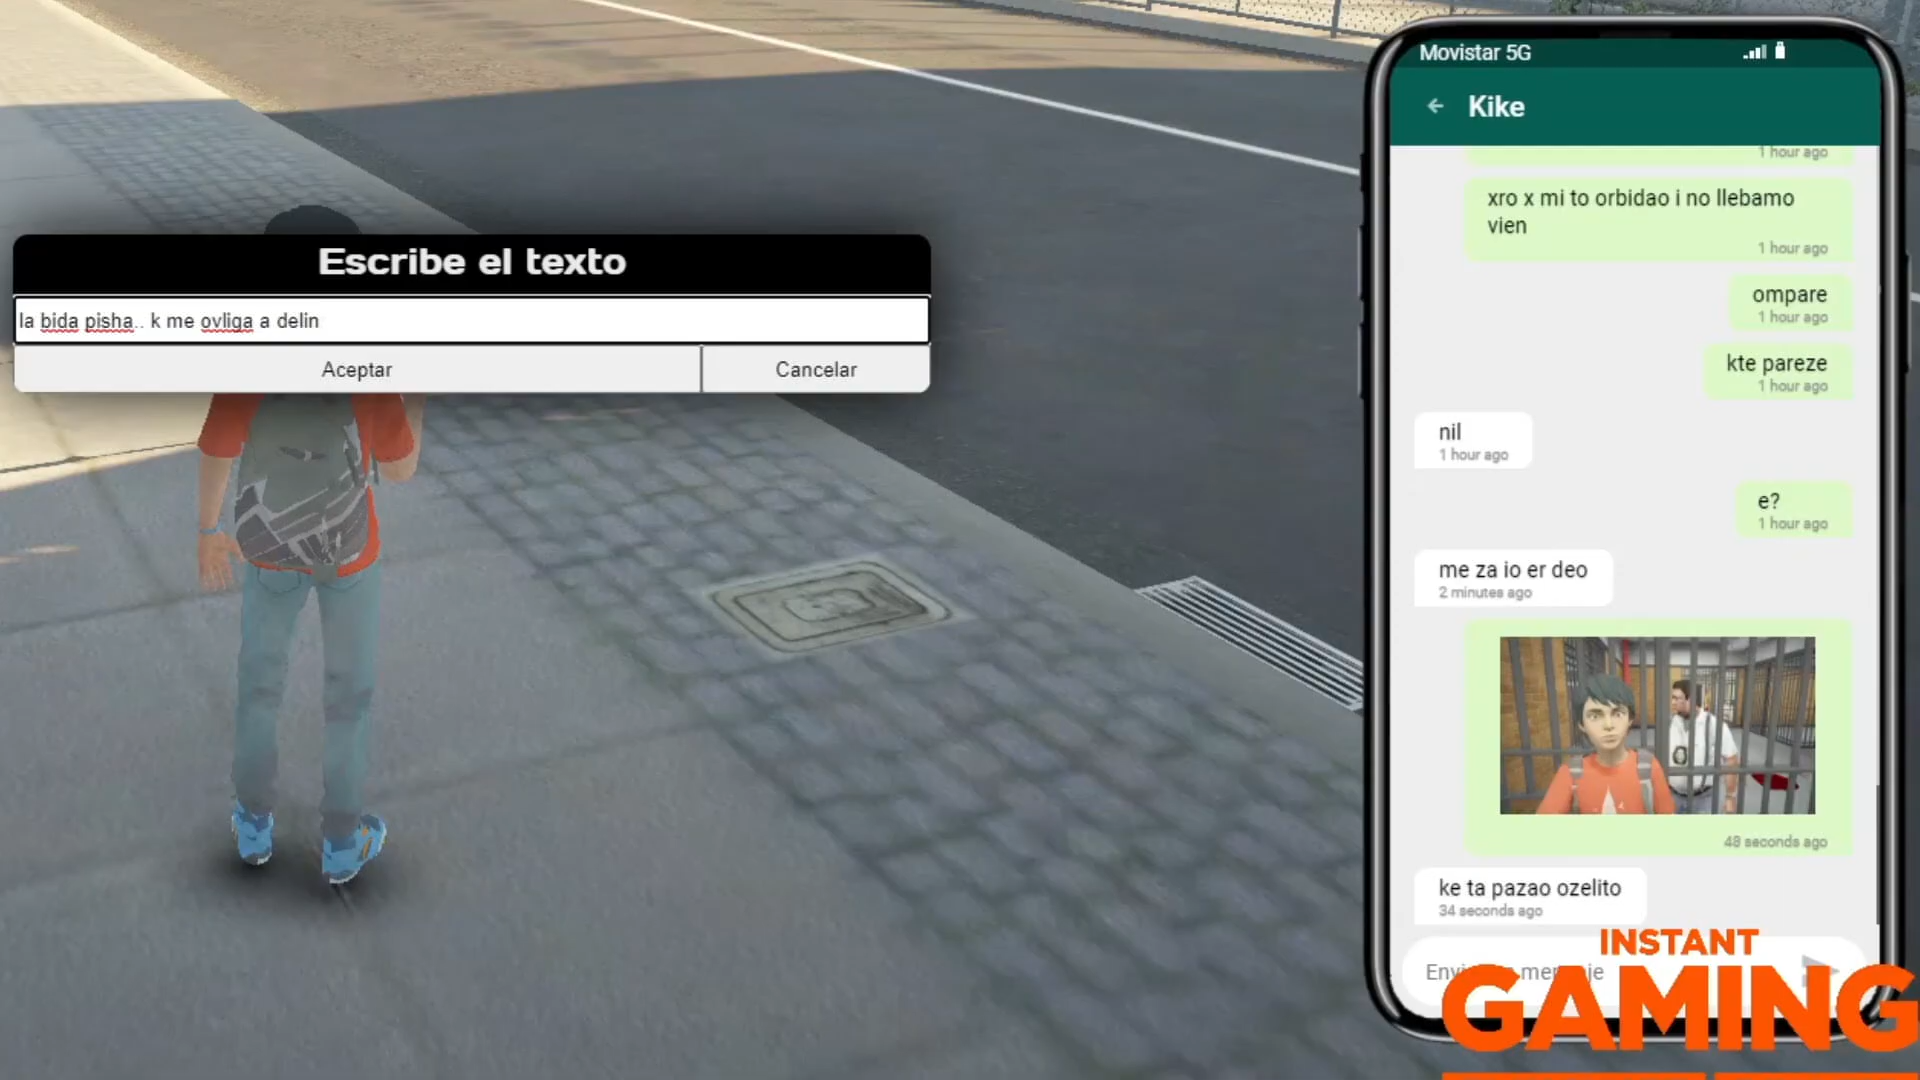 Escribe el texto
la bida pisha.. k me ovliga a delin
Aceptar
Cancelar
Movistar 5G
Kike
1 hour ago
xro x mi to orbidao i no llebamo
vien
1 hour ago
ompare
1 hour ago
kte pareze
1 hour ago
nil
1 hour ago
e?
1 hour ago
me za io er deo
2 minutes ago
48 seconds ago
ke ta pazao ozelito
34 seconds ago
INSTANT
GAMING